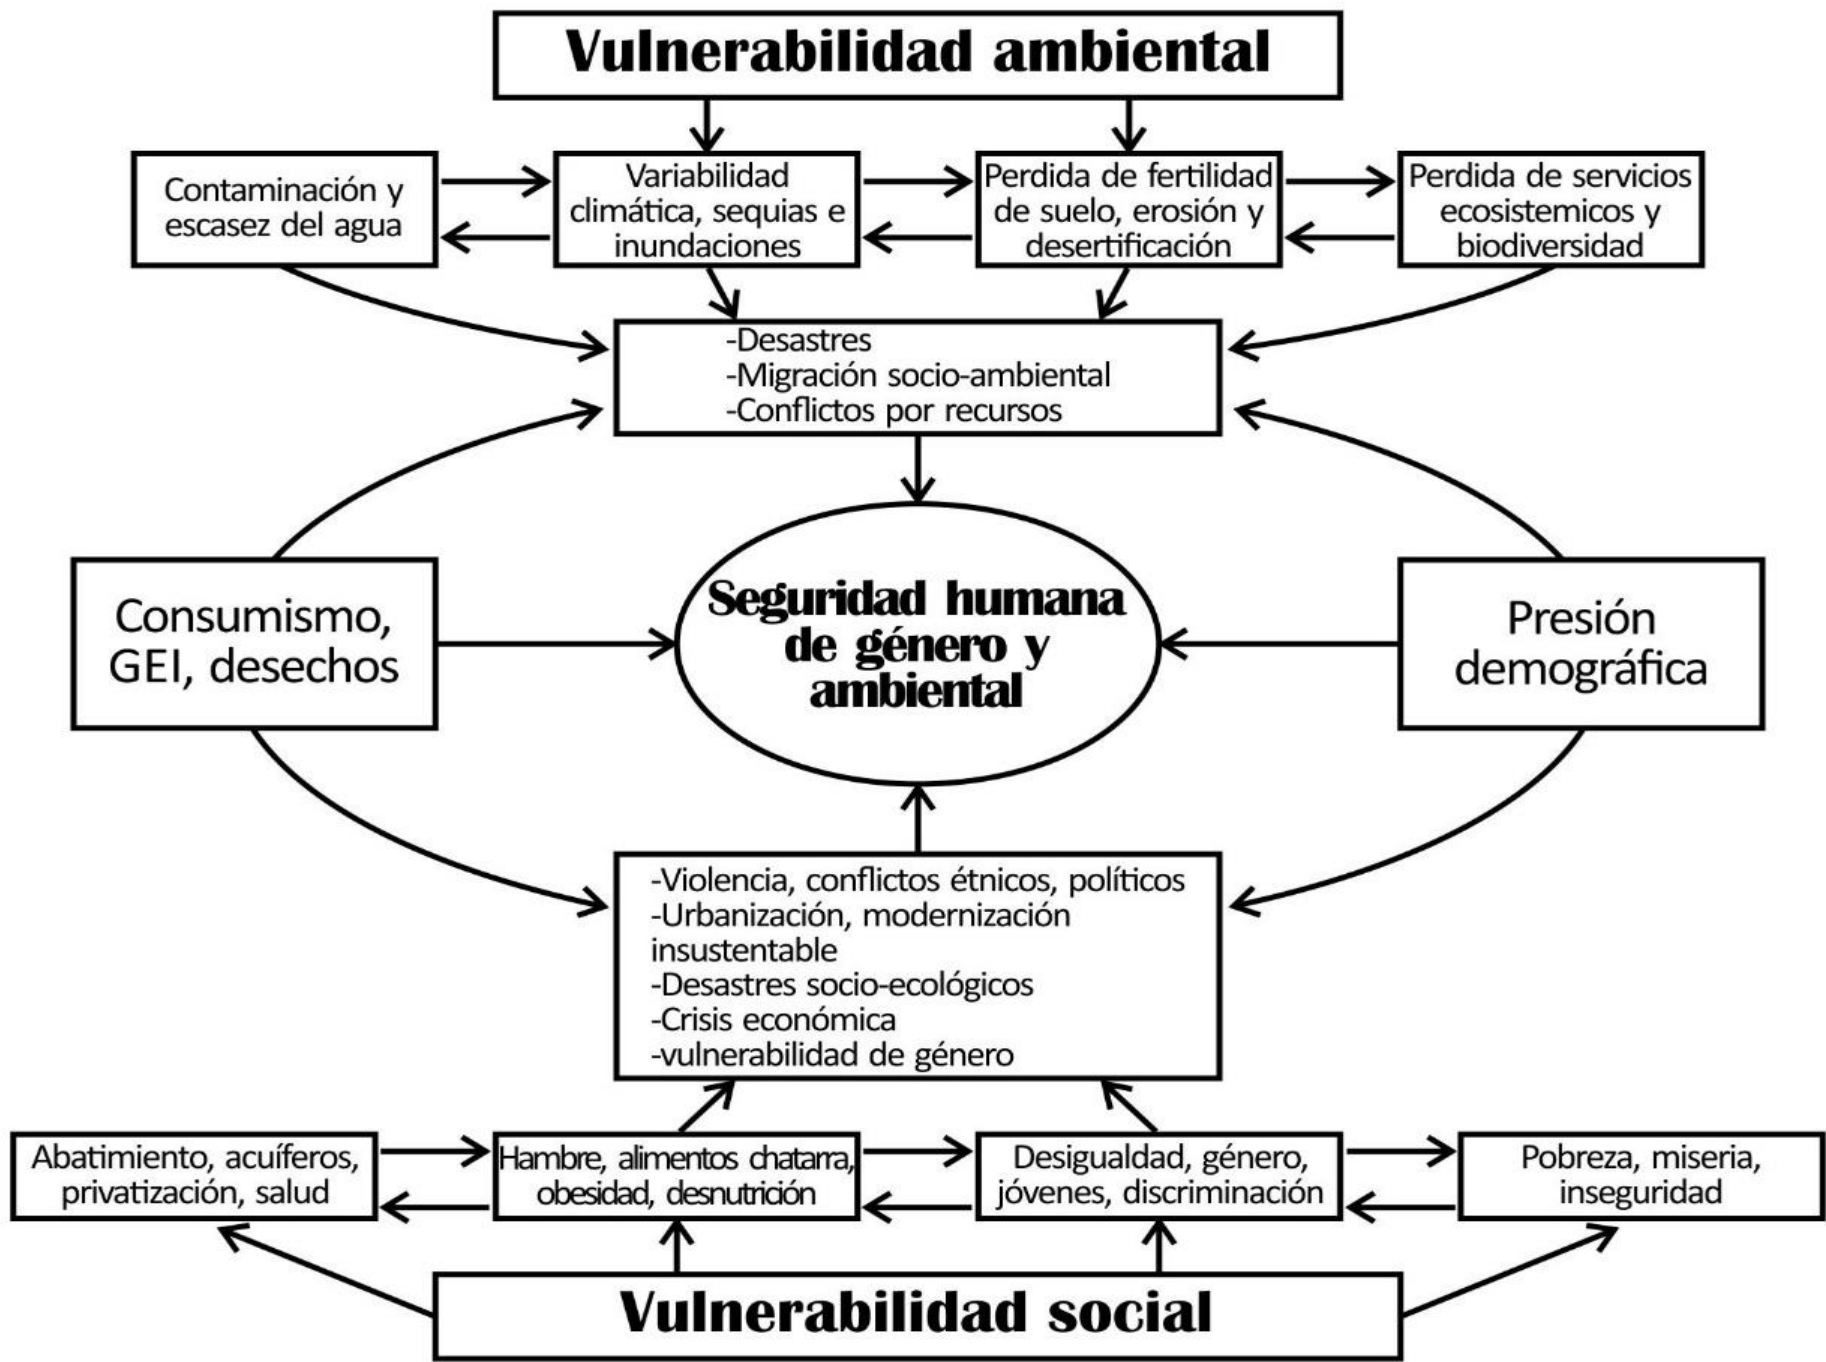 Vulnerabilidad ambiental
Contaminación y
escasez del agua
Variabilidad
climática, sequias e
inundaciones
Perdida de fertilidad
de suelo, erosión y
desertificación
Perdida de servicios
ecosistemicos y
biodiversidad
-Desastres
-Migración socio-ambiental
-Conflictos por recursos
Consumismo,
GEI, desechos
Seguridad humana
de género y
ambiental
Presión
demográfica
-Violencia, conflictos étnicos, políticos
-Urbanización, modernización
insustentable
-Desastres socio-ecológicos
-Crisis económica
-vulnerabilidad de género
Abatimiento, acuíferos,
privatización, salud
Hambre, alimentos chatarra,
obesidad, desnutrición
Desigualdad, género,
jóvenes, discriminación
Pobreza, miseria,
inseguridad
Vulnerabilidad social